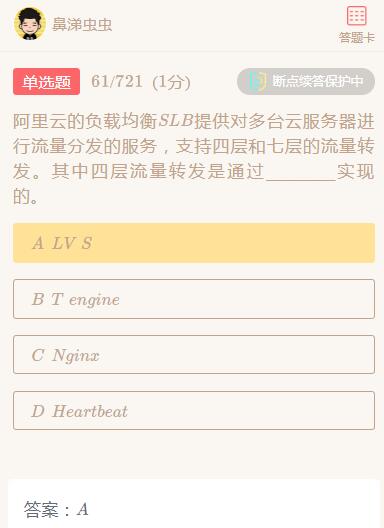 鼻涕虫虫
答题卡
单选题 61/721 (1分) 断点续答保护中
阿里云的负载均衡SLB提供对多台云服务器进
行流量分发的服务，支持四层和七层的流量转
发。其中四层流量转发是通过________实现
的。
A LV S
B T engine
C Nginx
D Heartbeat
答案：A